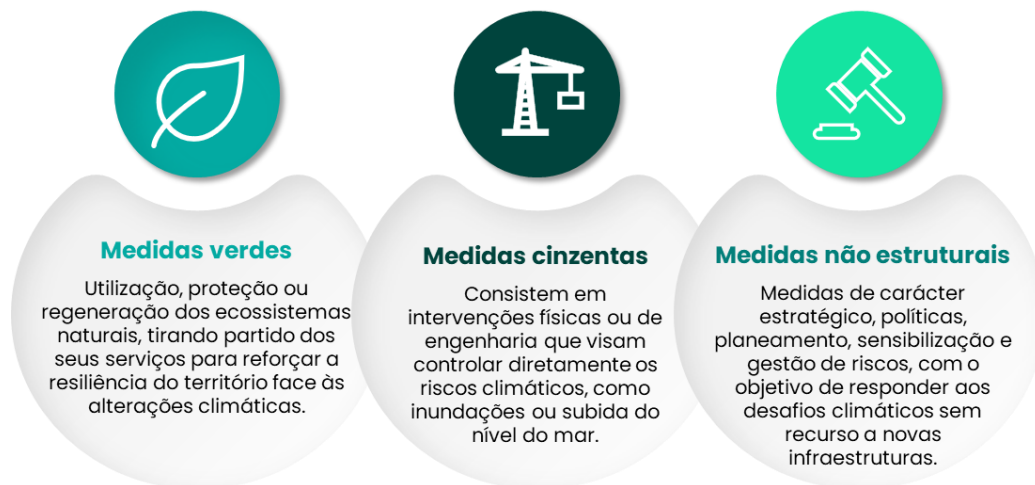 Medidas verdes
Utilização, proteção ou
regeneração dos ecossistemas
naturais, tirando partido dos
seus serviços para reforçar a
resiliência do território face às
alterações climáticas.
Medidas cinzentas
Consistem em
intervenções físicas ou de
engenharia que visam
controlar diretamente os
riscos climáticos, como
inundações ou subida do
nível do mar.
Medidas não estruturais
Medidas de carácter
estratégico, políticas,
planeamento, sensibilização e
gestão de riscos, com o
objetivo de responder aos
desafios climáticos sem
recurso a novas
infraestruturas.